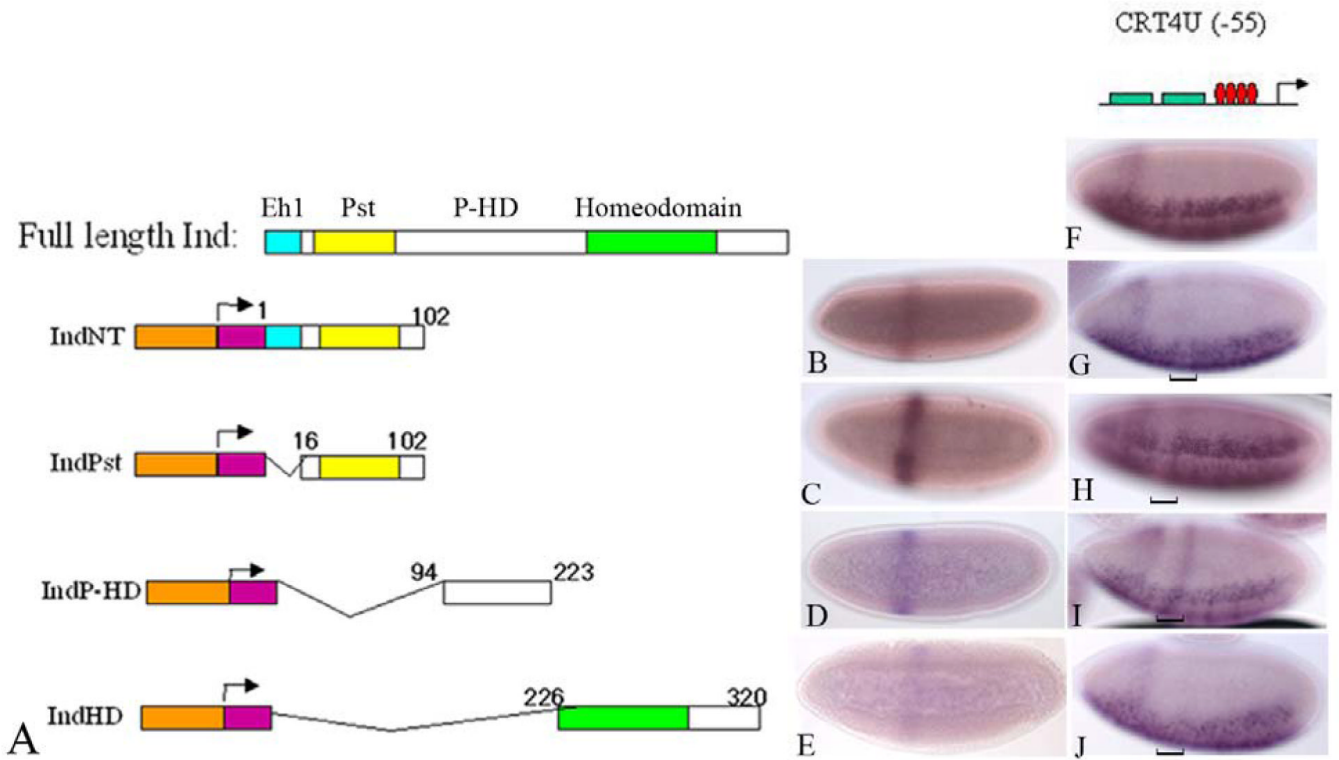 CRT4U (-55)
Eh1 Pst P-HD Homeodomain
Full length Ind:
F
1 102
IndNT
B G
16 102
IndPst
C H
94 223
IndP-HD
D I
226 320
IndHD
A E J